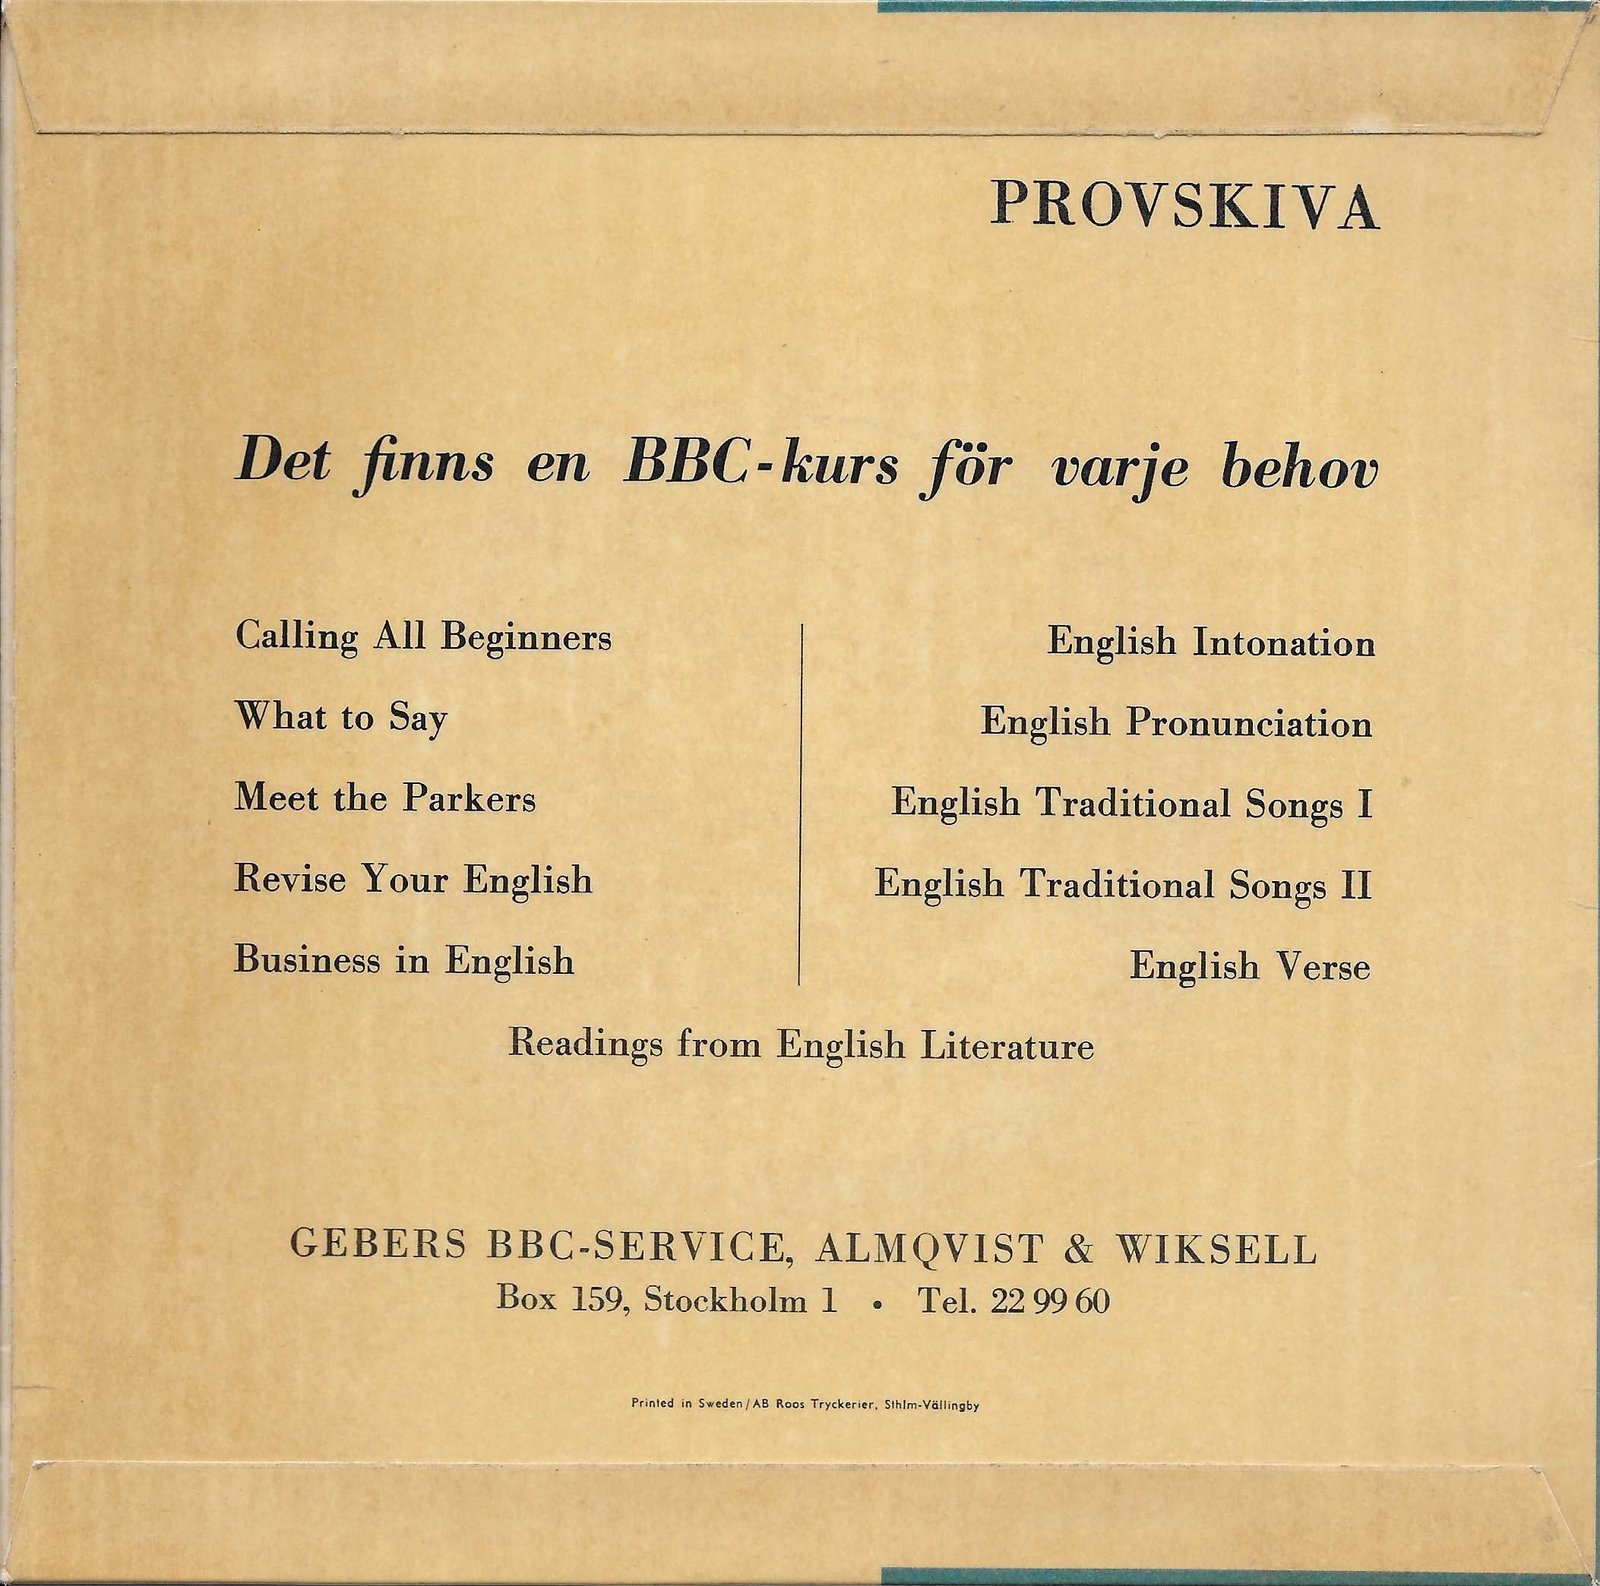 PROVSKIVA
Det finns en BBC-kurs för varje behov
Calling All Beginners
What to Say
Meet the Parkers
Revise Your English
Business in English
English Intonation
English Pronunciation
English Traditional Songs I
English Traditional Songs II
English Verse
Readings from English Literature
GEBERS BBC-SERVICE, ALMQVIST & WIKSELL
Box 159, Stockholm 1 • Tel. 22 99 60
Printed in Sweden/AB Roos Tryckerier, Sthlm-Vällingby